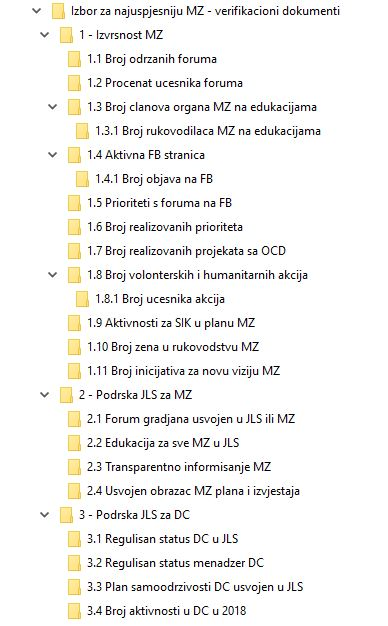 Izbor za najuspjesniju MZ - verifikacioni dokumenti
1 - Izvrsnost MZ
1.1 Broj odrzanih foruma
1.2 Procenat ucesnika foruma
1.3 Broj clanova organa MZ na edukacijama
1.3.1 Broj rukovodilaca MZ na edukacijama
1.4 Aktivna FB stranica
1.4.1 Broj objava na FB
1.5 Prioriteti s foruma na FB
1.6 Broj realizovanih prioriteta
1.7 Broj realizovanih projekata sa OCD
1.8 Broj volonterskih i humanitarnih akcija
1.8.1 Broj ucesnika akcija
1.9 Aktivnosti za SIK u planu MZ
1.10 Broj zena u rukovodstvu MZ
1.11 Broj inicijativa za novu viziju MZ
2 - Podrska JLS za MZ
2.1 Forum gradjana usvojen u JLS ili MZ
2.2 Edukacija za sve MZ u JLS
2.3 Transparentno informisanje MZ
2.4 Usvojen obrazac MZ plana i izvjestaja
3 - Podrska JLS za DC
3.1 Regulisan status DC u JLS
3.2 Regulisan status menadzer DC
3.3 Plan samoodrzivosti DC usvojen u JLS
3.4 Broj aktivnosti u DC u 2018